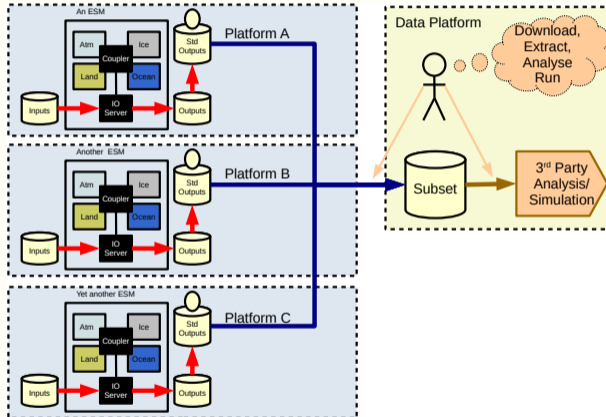 An ESM
Platform A
Atm
Ice
Coupler
Land
Ocean
IO
Server
Inputs
Outputs
Std
Outputs
Another ESM
Platform B
Atm
Ice
Coupler
Land
Ocean
IO
Server
Inputs
Outputs
Std
Outputs
Yet another ESM
Platform C
Atm
Ice
Coupler
Land
Ocean
IO
Server
Inputs
Outputs
Std
Outputs
Data Platform
Download,
Extract,
Analyse
Run
Subset
3rd Party
Analysis/
Simulation